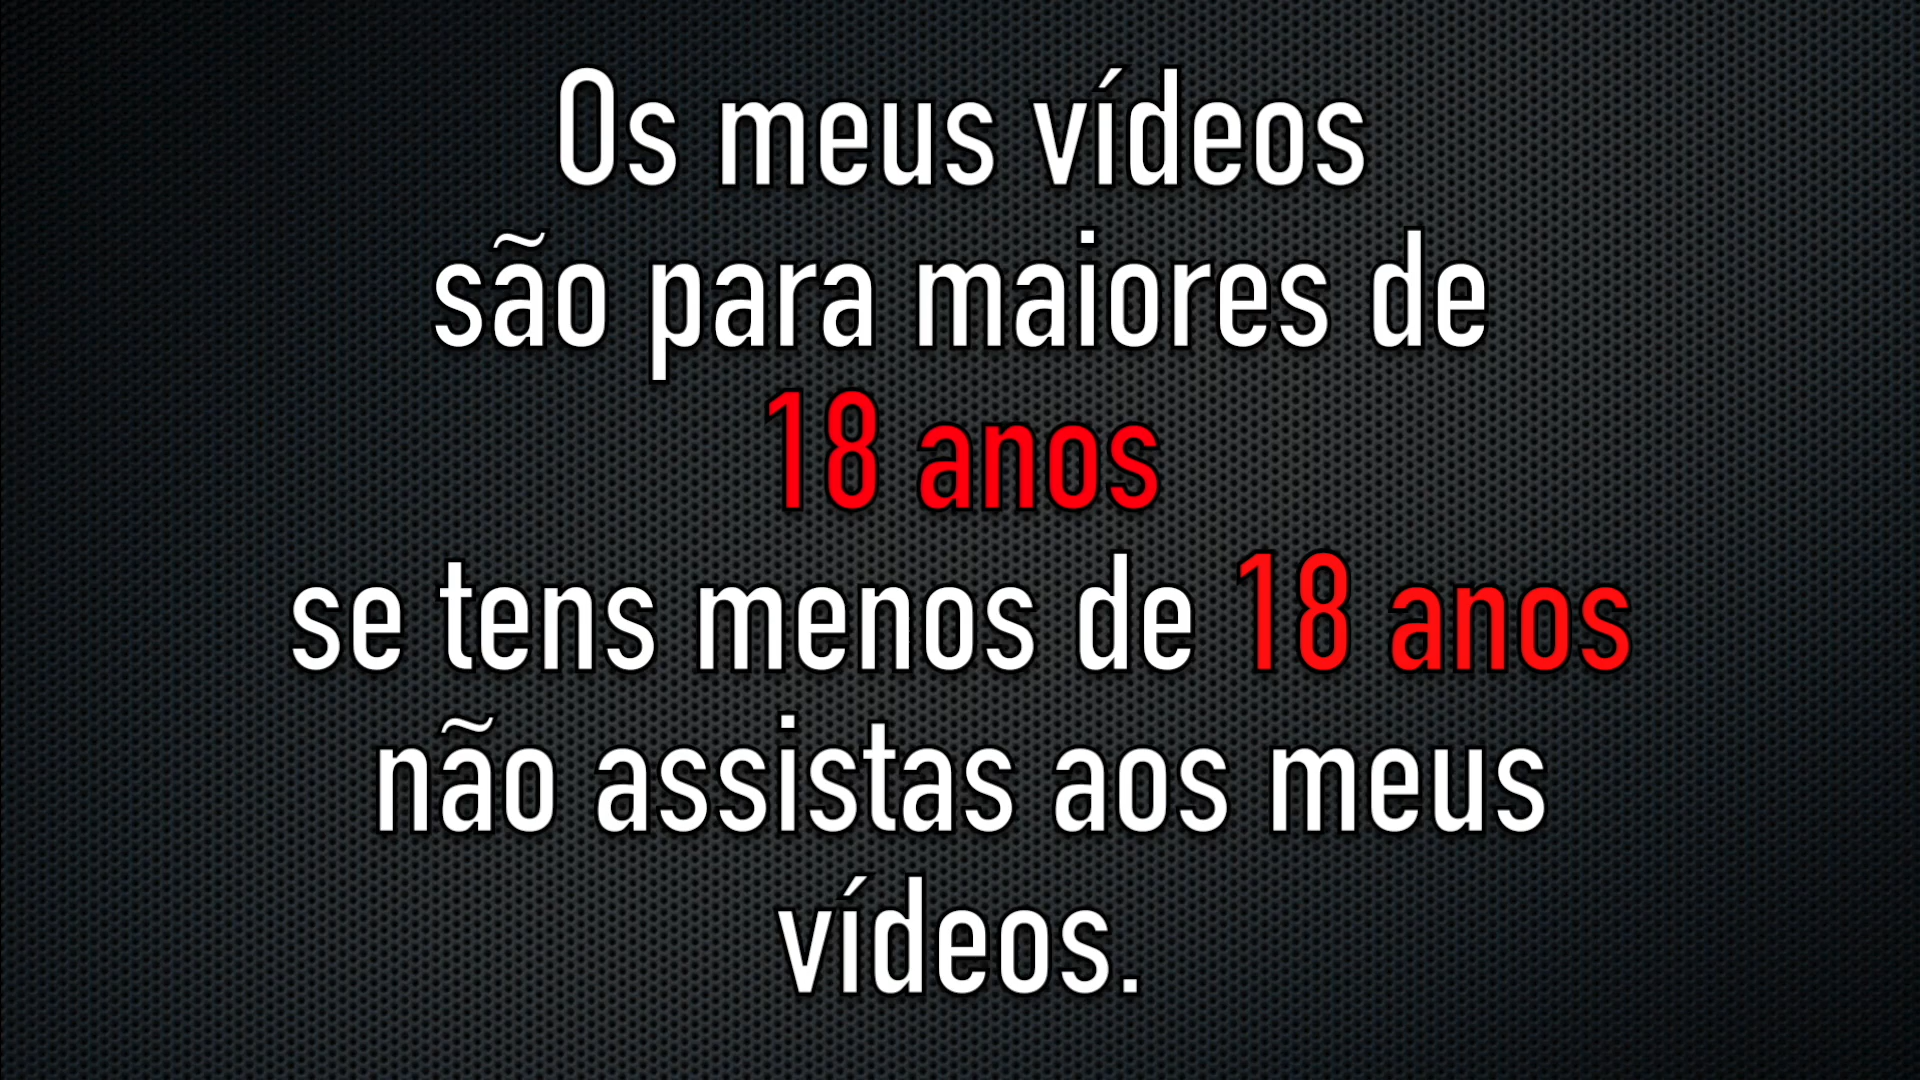 Os meus vídeos
são para maiores de
18 anos
se tens menos de 18 anos
não assistas aos meus
vídeos.